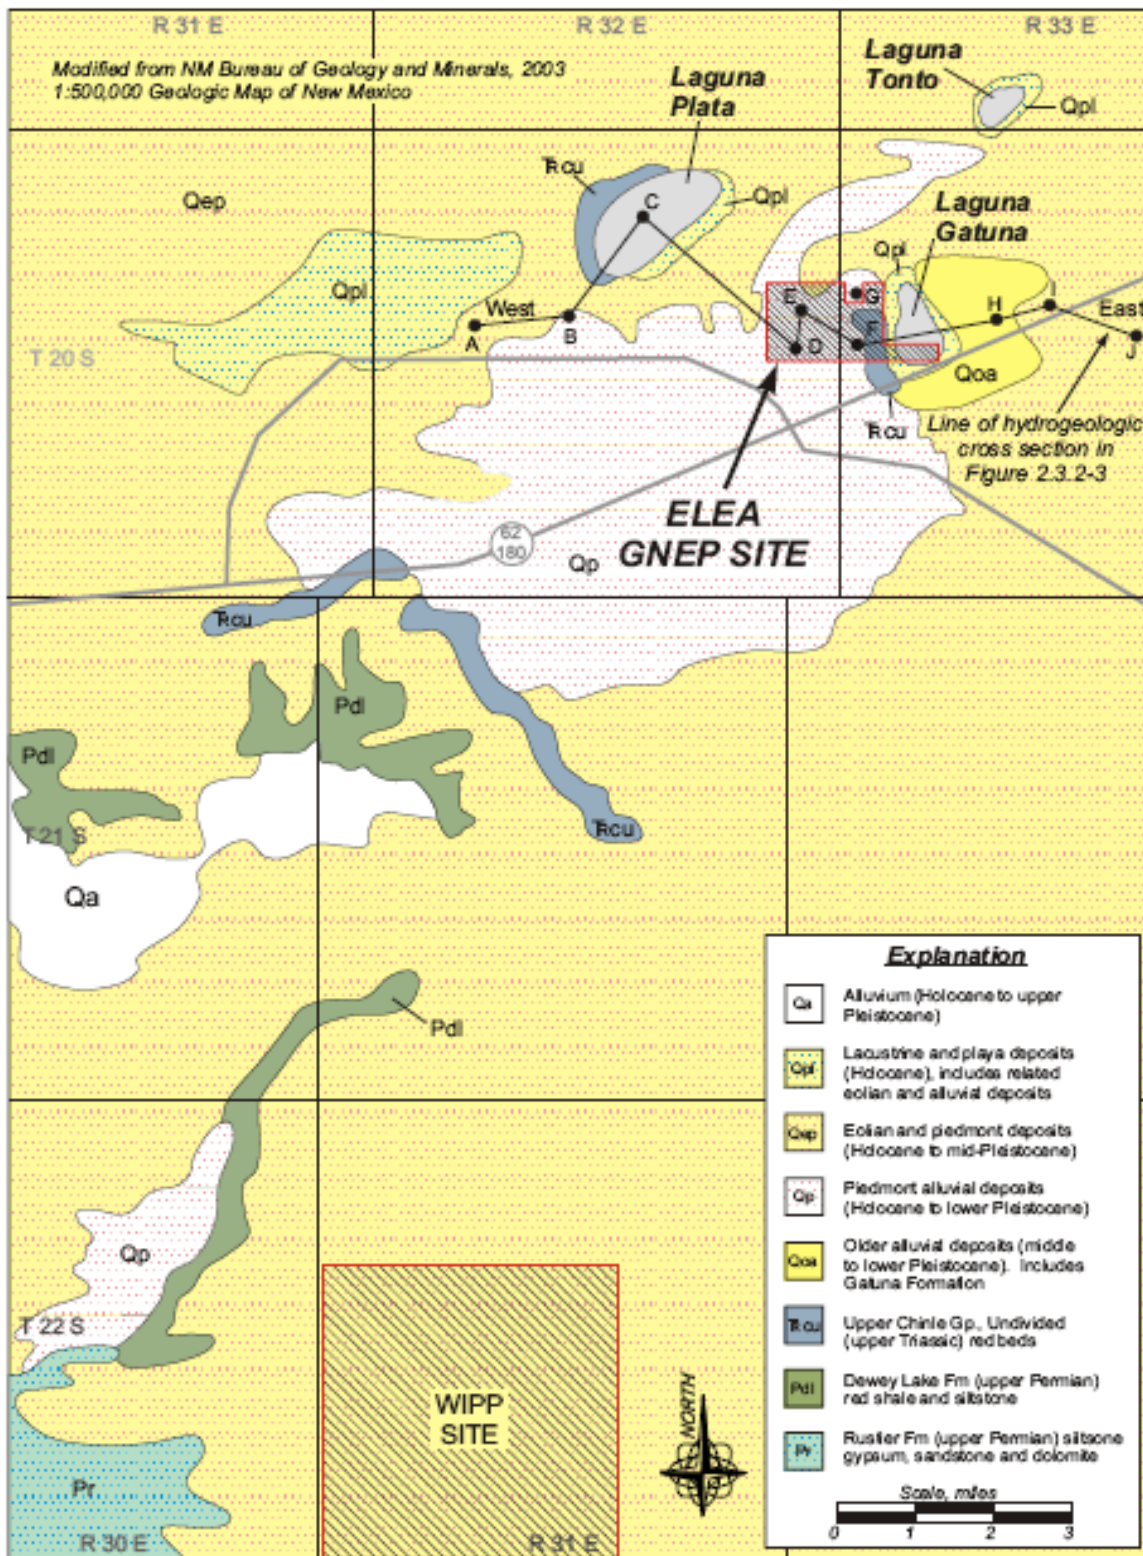 R 31 E
R 32 E
R 33 E
Modified from NM Bureau of Geology and Minerals, 2003
1:500,000 Geologic Map of New Mexico
Laguna
Plata
Laguna
Tonto
Qpl
TRcu
Qep
C
Qpl
Laguna
Gatuna
Qpl
Qpl
West
A
B
E
D
G
F
H
I
East
J
T 20 S
Qoa
TRcu
Line of hydrogeologic
cross section in
Figure 2.3.2-3
ELEA
GNEP SITE
62
180
Qp
TRcu
Pdl
Pdl
T 21 S
TRcu
Qa
Pdl
Qp
T 22 S
WIPP
SITE
Pr
R 30 E
R 31 E
NORTH
Explanation
Qa
Alluvium (Holocene to upper
Pleistocene)
Qpl
Lacustrine and playa deposits
(Holocene), includes related
eolian and alluvial deposits
Qep
Eolian and piedmont deposits
(Holocene to mid-Pleistocene)
Qp
Piedmont alluvial deposits
(Holocene to lower Pleistocene)
Qoa
Older alluvial deposits (middle
to lower Pleistocene). Includes
Gatuna Formation
TRcu
Upper Chinle Gp., Undivided
(upper Triassic) red beds
Pdl
Dewey Lake Fm (upper Permian)
red shale and siltstone
Pr
Rustler Fm (upper Permian) siltsone
gypsum, sandstone and dolomite
Scale, miles
0 1 2 3